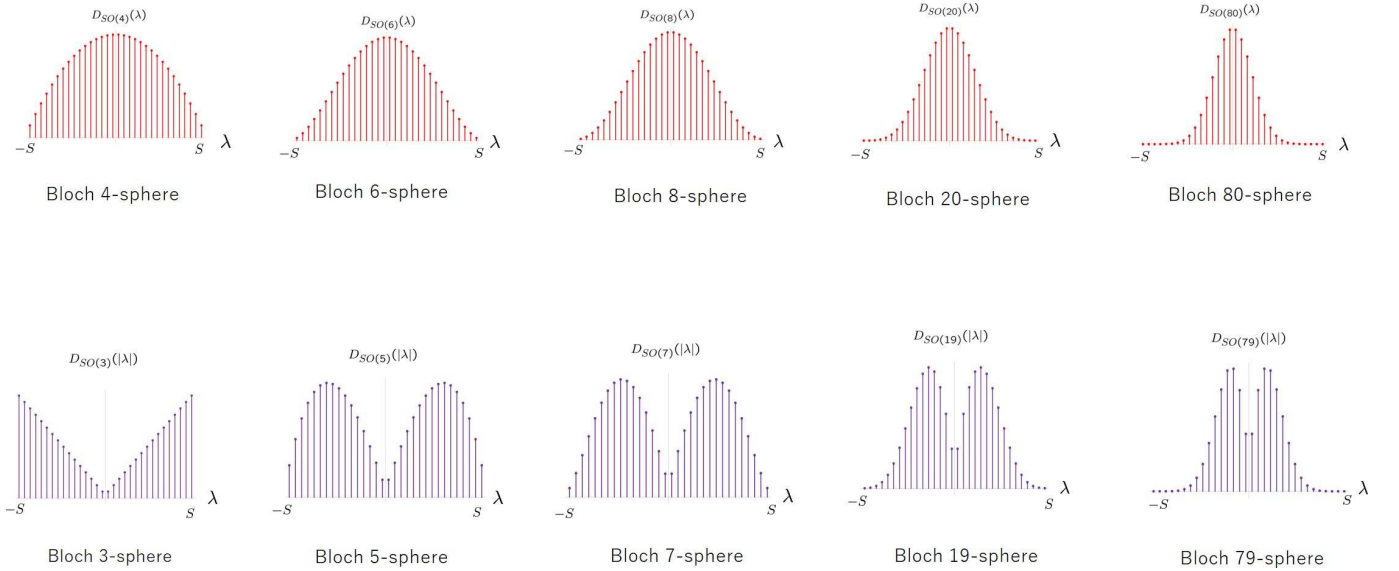 D_{SO(4)}(λ)
−S S λ
Bloch 4-sphere
D_{SO(6)}(λ)
−S S λ
Bloch 6-sphere
D_{SO(8)}(λ)
−S S λ
Bloch 8-sphere
D_{SO(20)}(λ)
−S S λ
Bloch 20-sphere
D_{SO(80)}(λ)
−S S λ
Bloch 80-sphere
D_{SO(3)}(|λ|)
−S S λ
Bloch 3-sphere
D_{SO(5)}(|λ|)
−S S λ
Bloch 5-sphere
D_{SO(7)}(|λ|)
−S S λ
Bloch 7-sphere
D_{SO(19)}(|λ|)
−S S λ
Bloch 19-sphere
D_{SO(79)}(|λ|)
−S S λ
Bloch 79-sphere